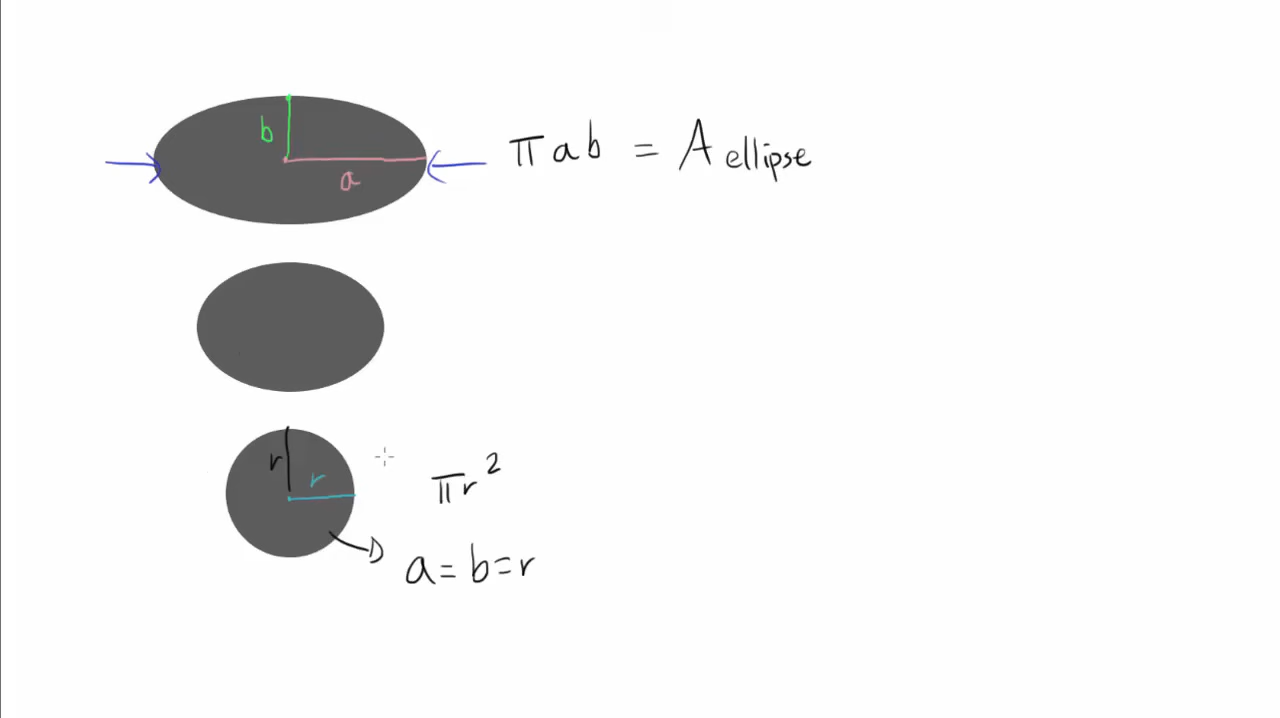 b
a
πab = A ellipse
r
r
πr²
a = b = r